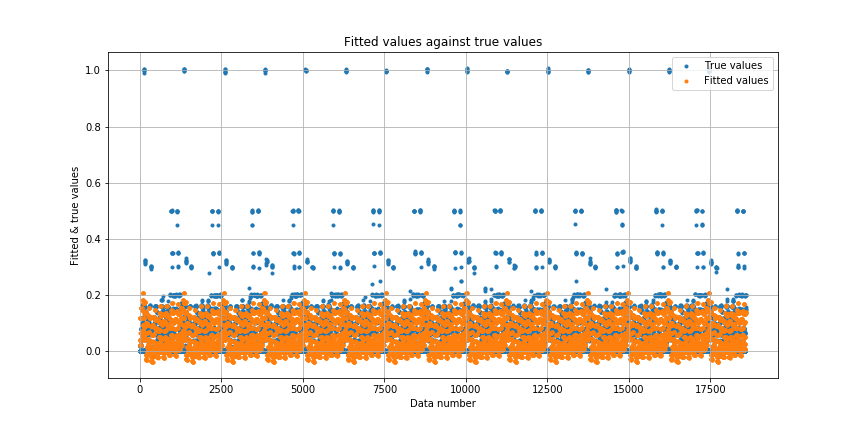 Fitted values against true values
True values
Fitted values
Fitted & true values
1.0
0.8
0.6
0.4
0.2
0.0
0 2500 5000 7500 10000 12500 15000 17500
Data number